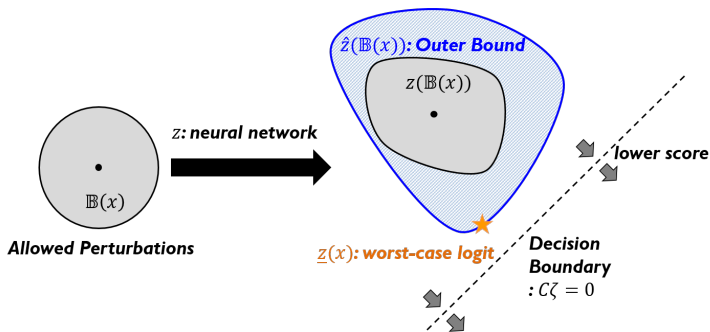 ẑ(𝔹(x)): Outer Bound
z(𝔹(x))
z: neural network
lower score
𝔹(x)
Allowed Perturbations
z̲(x): worst-case logit
Decision
Boundary
: Cζ = 0